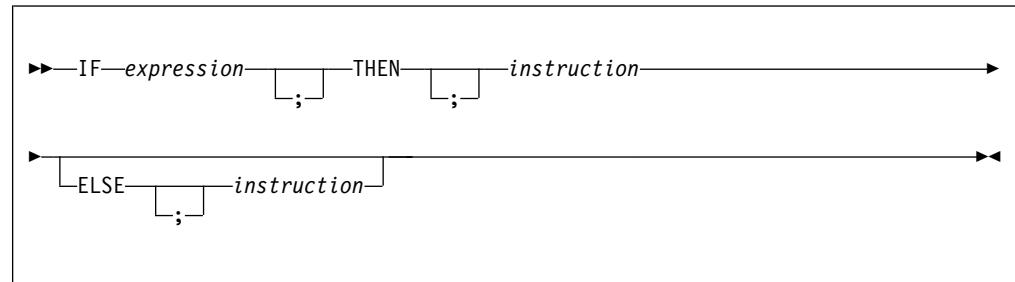 IF expression ; THEN ; instruction
ELSE ; instruction